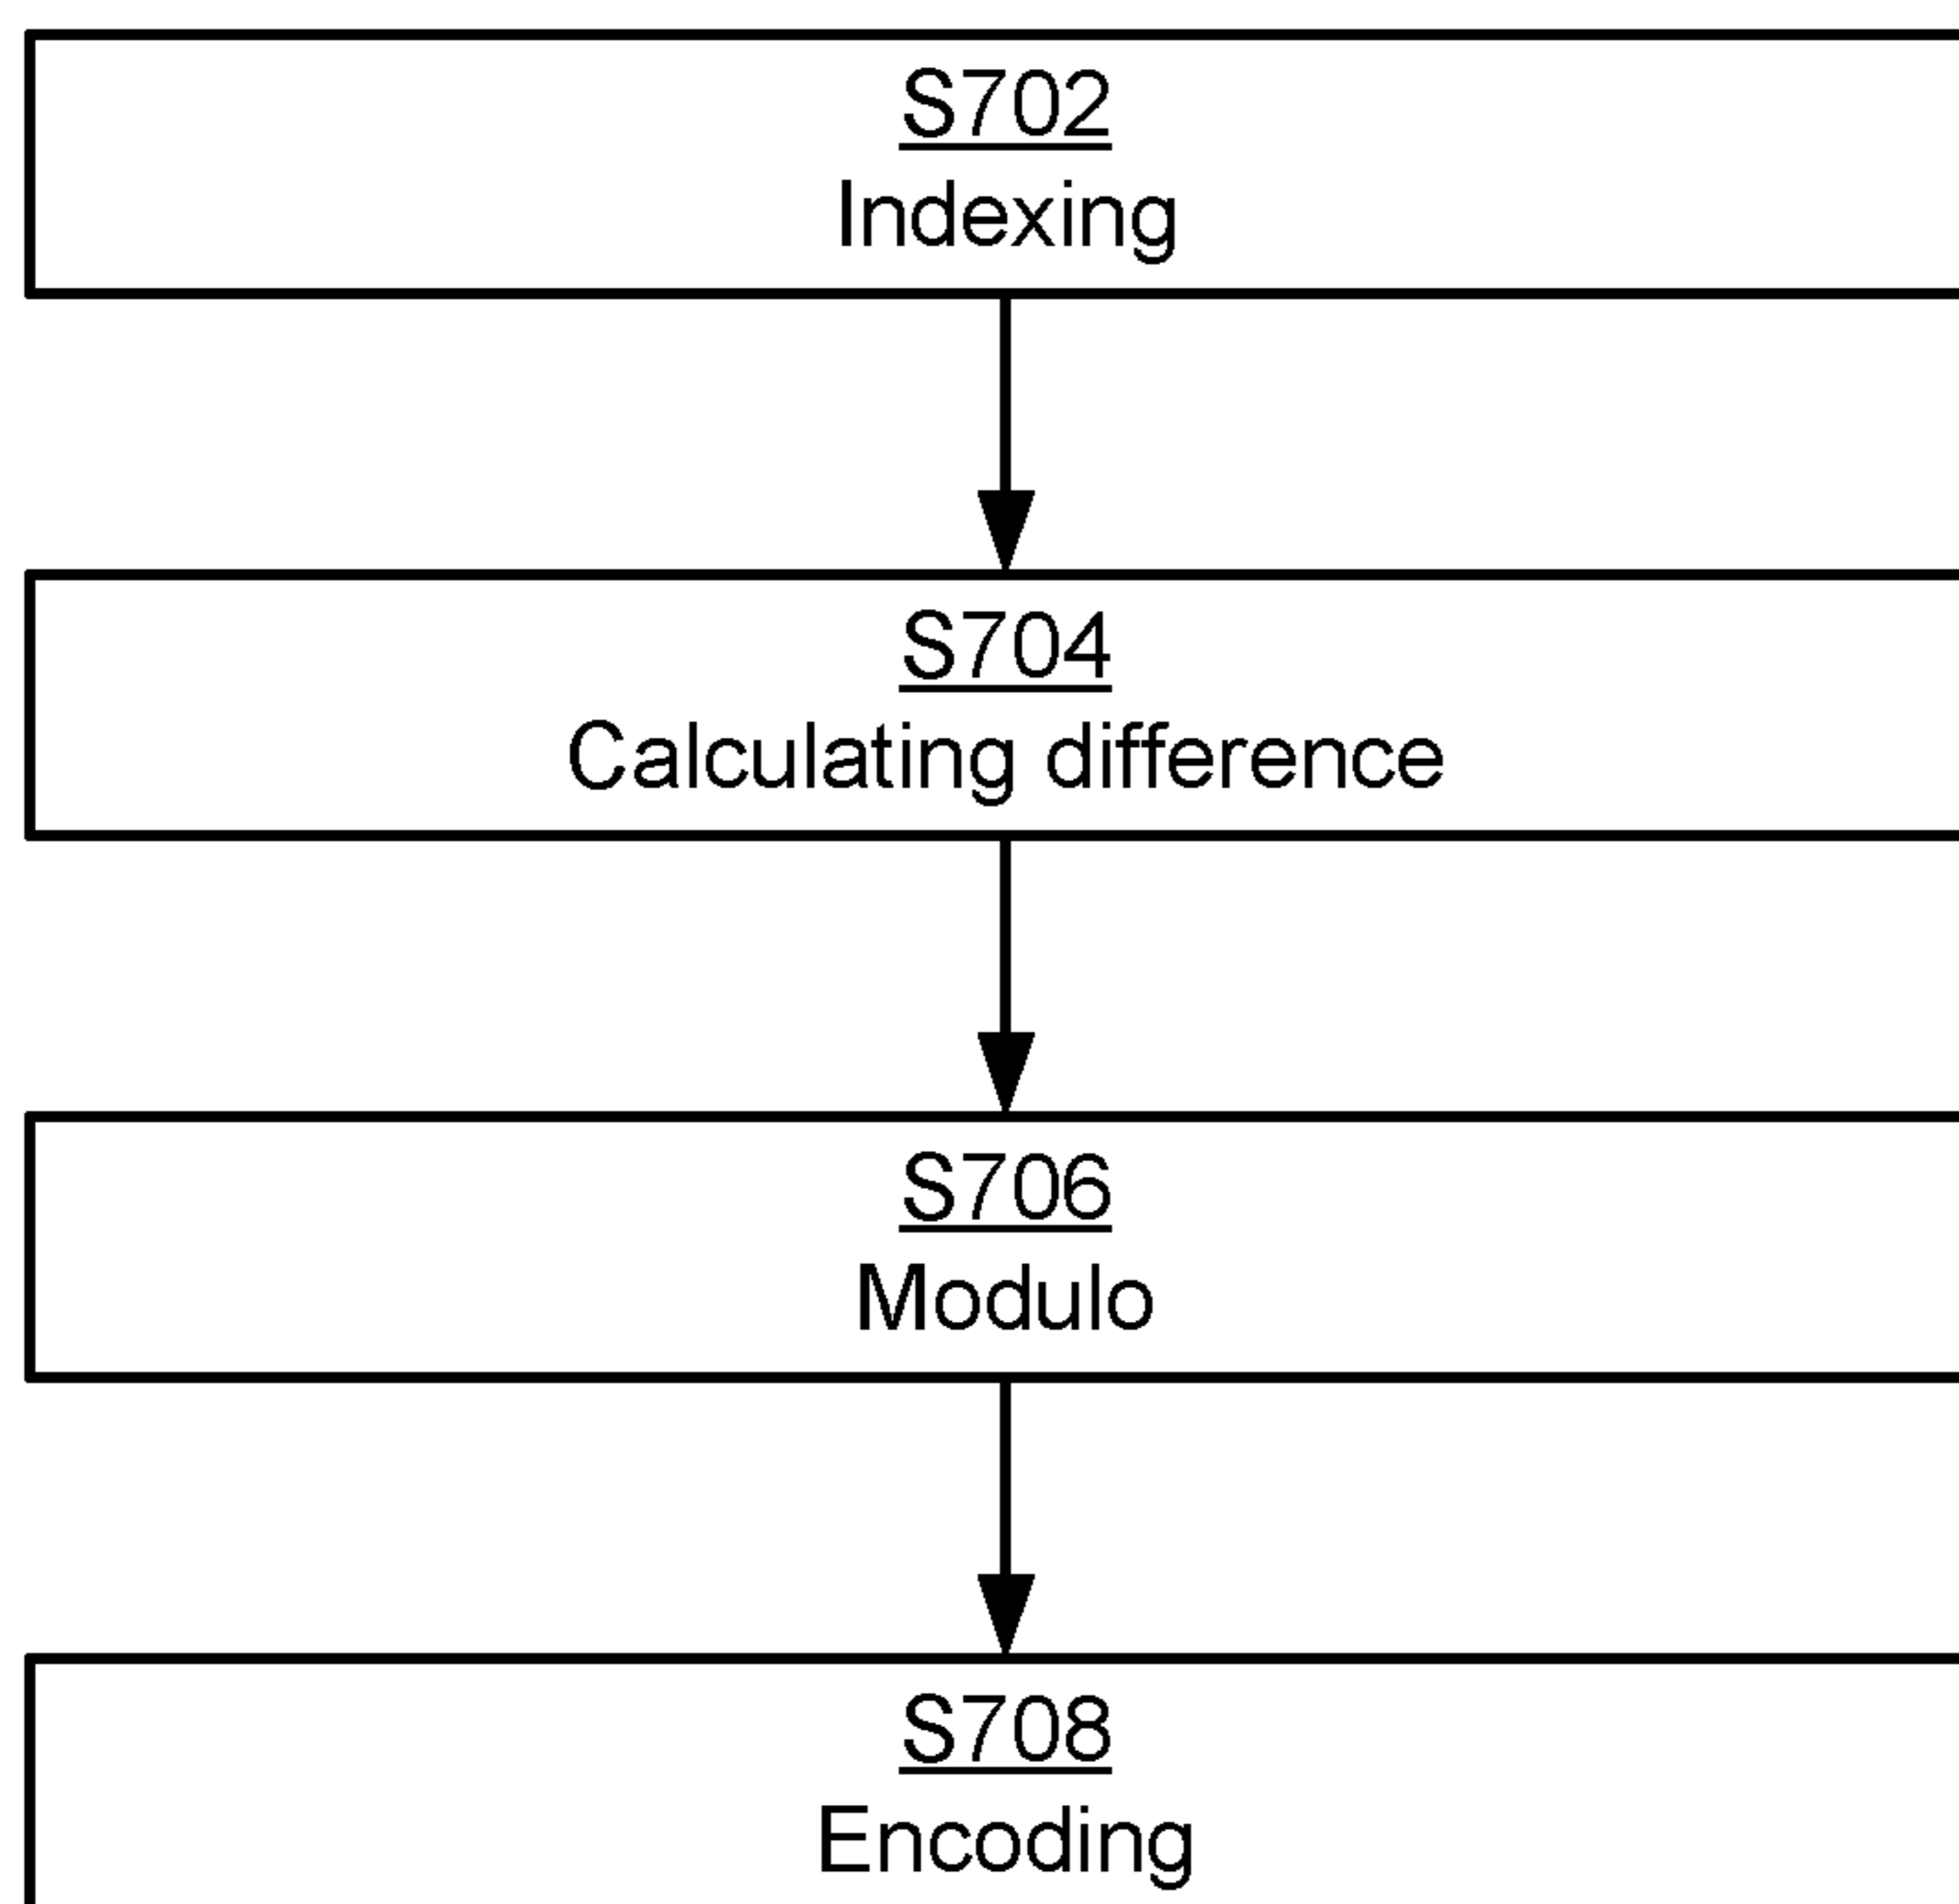 S702
Indexing
S704
Calculating difference
S706
Modulo
S708
Encoding